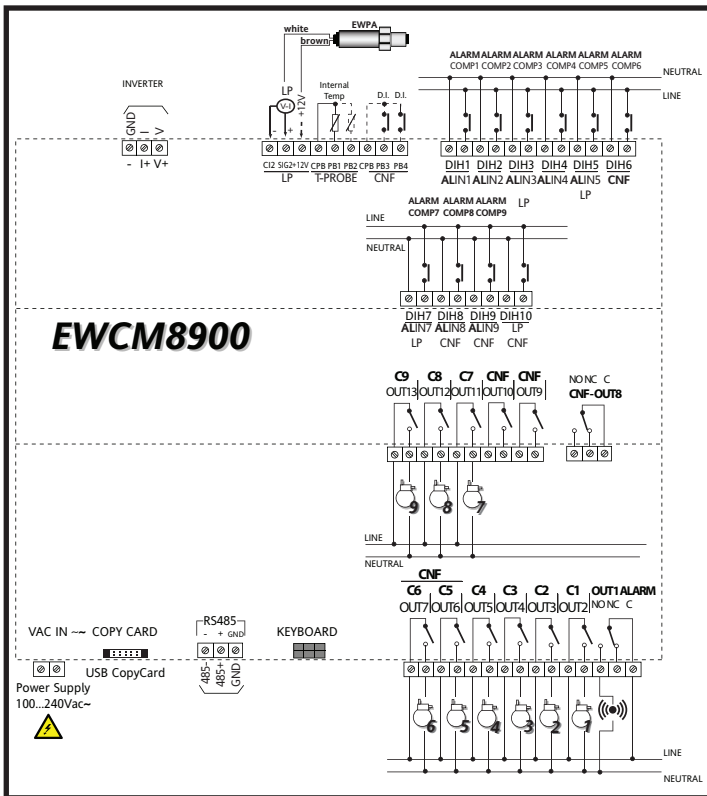 EWPA
white
brown
ALARM ALARM ALARM ALARM ALARM ALARM
COMP1 COMP2 COMP3 COMP4 COMP5 COMP6
NEUTRAL
LINE
INVERTER
LP
V-I
+12V
Internal
Temp
D.I. D.I.
GND I V
- +
- I+ V+
CI2 SIG2 +12V CPB PB1 PB2 CPB PB3 PB4
LP T-PROBE CNF
DIH1 DIH2 DIH3 DIH4 DIH5 DIH6
ALIN1 ALIN2 ALIN3 ALIN4 ALIN5 CNF
LP
ALARM ALARM ALARM LP
COMP7 COMP8 COMP9
LINE
NEUTRAL
DIH7 DIH8 DIH9 DIH10
ALIN7 ALIN8 ALIN9 LP
LP CNF CNF CNF
EWCM8900
C9 C8 C7 CNF CNF
OUT13 OUT12 OUT11 OUT10 OUT9
NO NC C
CNF-OUT8
9 8 7
LINE
NEUTRAL
CNF
C6 C5 C4 C3 C2 C1 OUT1 ALARM
OUT7 OUT6 OUT5 OUT4 OUT3 OUT2 NO NC C
VAC IN ~~ COPY CARD
RS485
- + GND
KEYBOARD
USB CopyCard
485- 485+ GND
Power Supply
100...240Vac~
6 5 4 3 2 1
LINE
NEUTRAL